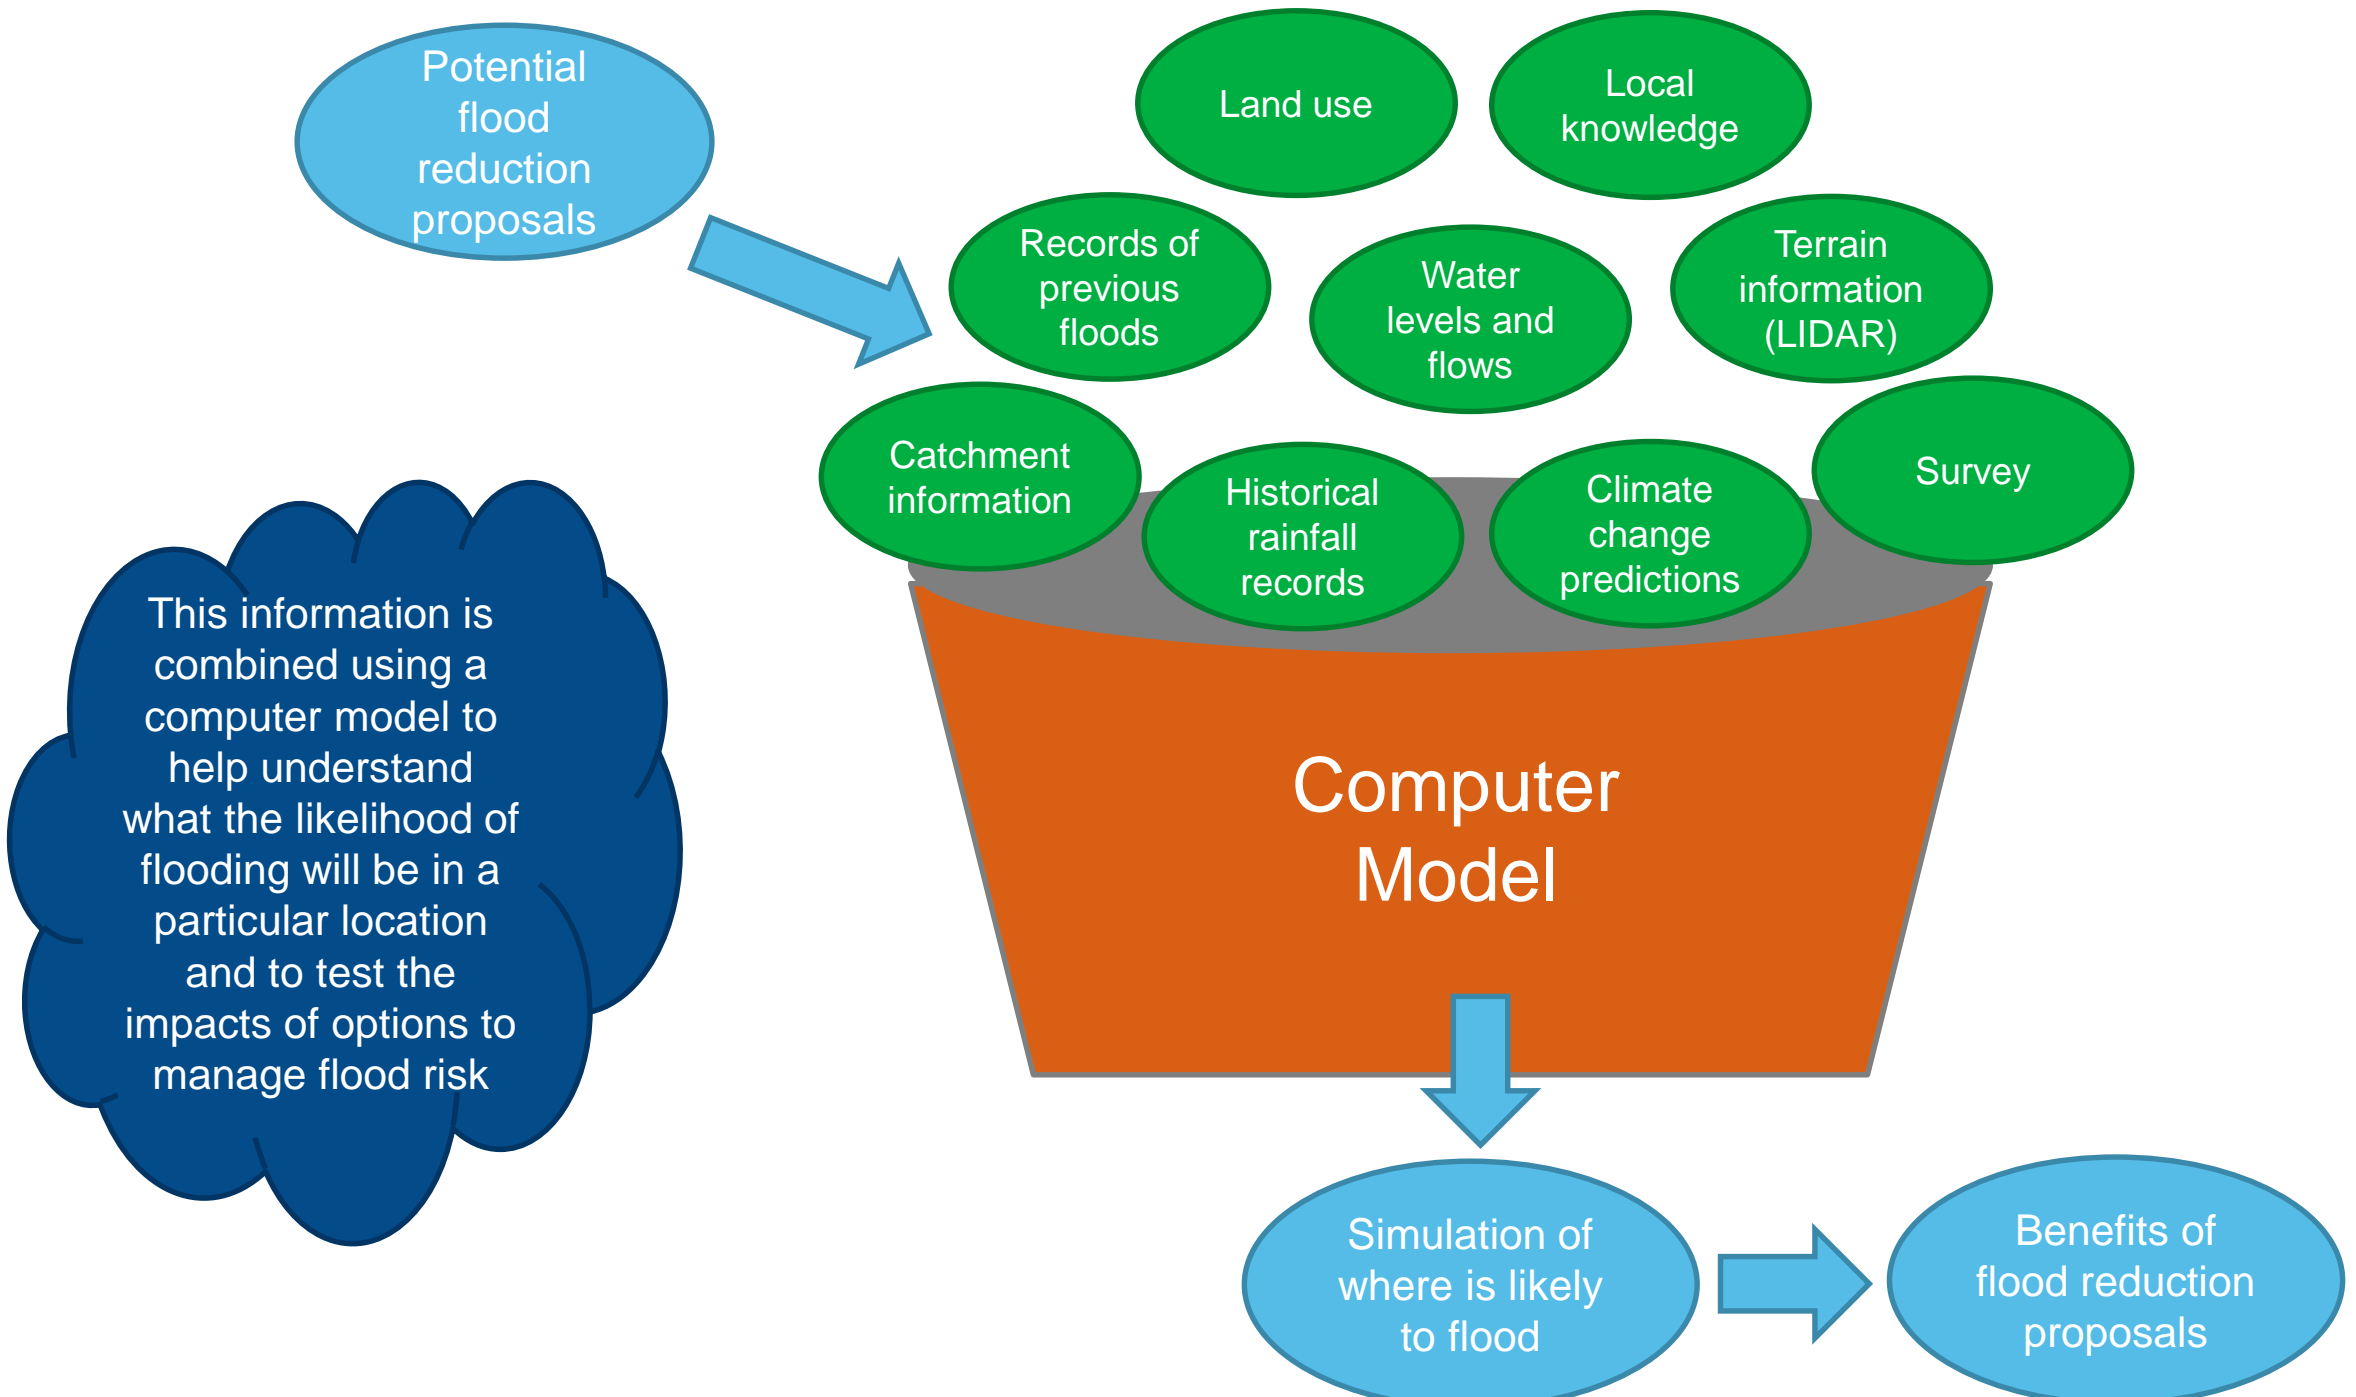 Potential
flood
reduction
proposals
Land use
Local
knowledge
Records of
previous
floods
Water
levels and
flows
Terrain
information
(LIDAR)
Catchment
information
Historical
rainfall
records
Climate
change
predictions
Survey
This information is
combined using a
computer model to
help understand
what the likelihood of
flooding will be in a
particular location
and to test the
impacts of options to
manage flood risk
Computer
Model
Simulation of
where is likely
to flood
Benefits of
flood reduction
proposals